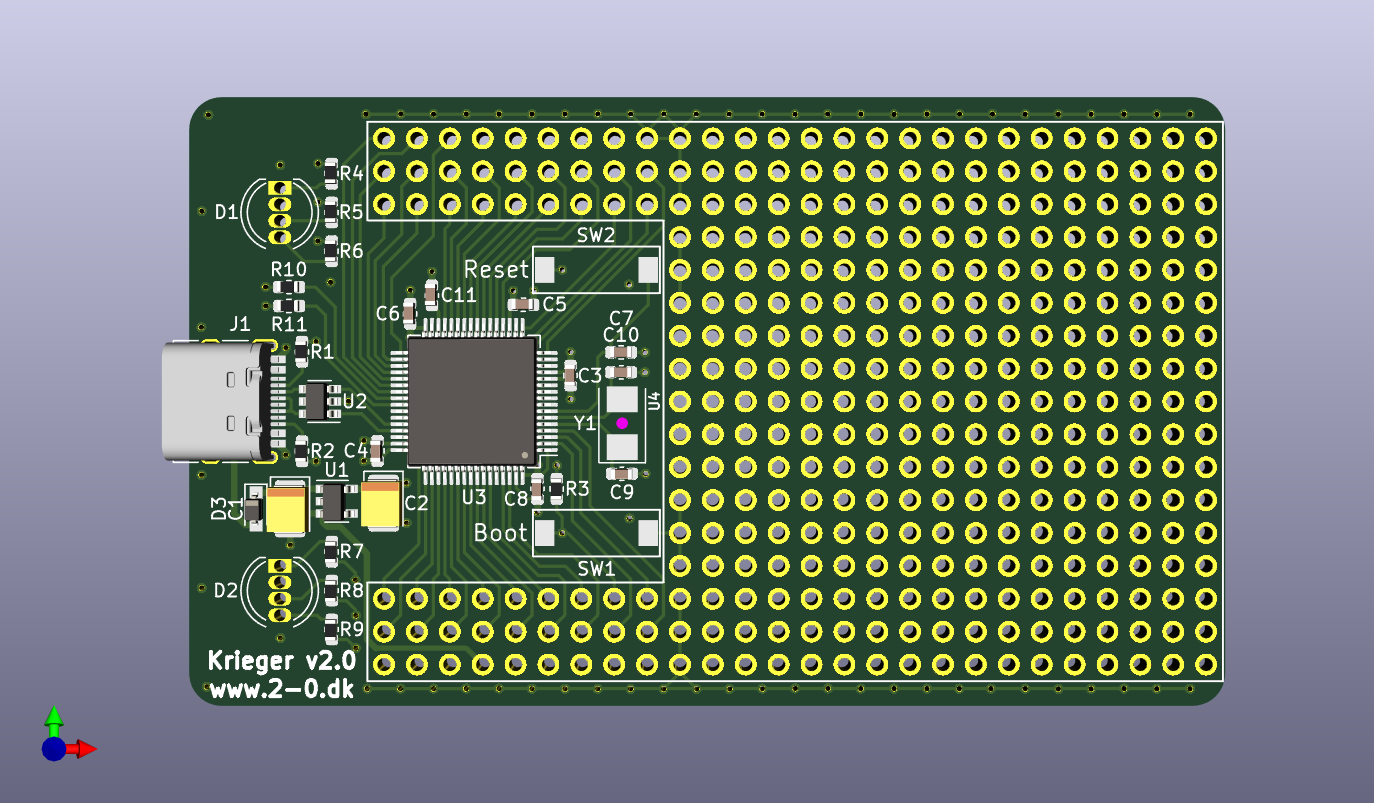 R4
D1
R5
SW2
R6
Reset
R10
C11
C5
C6
C7
J1
R11
C10
R1
C3
U2
U4
Y1
R2
C4
U1
C9
U3
C8
R3
D3
C1
C2
Boot
R7
SW1
D2
R8
R9
Krieger v2.0
www.2-0.dk